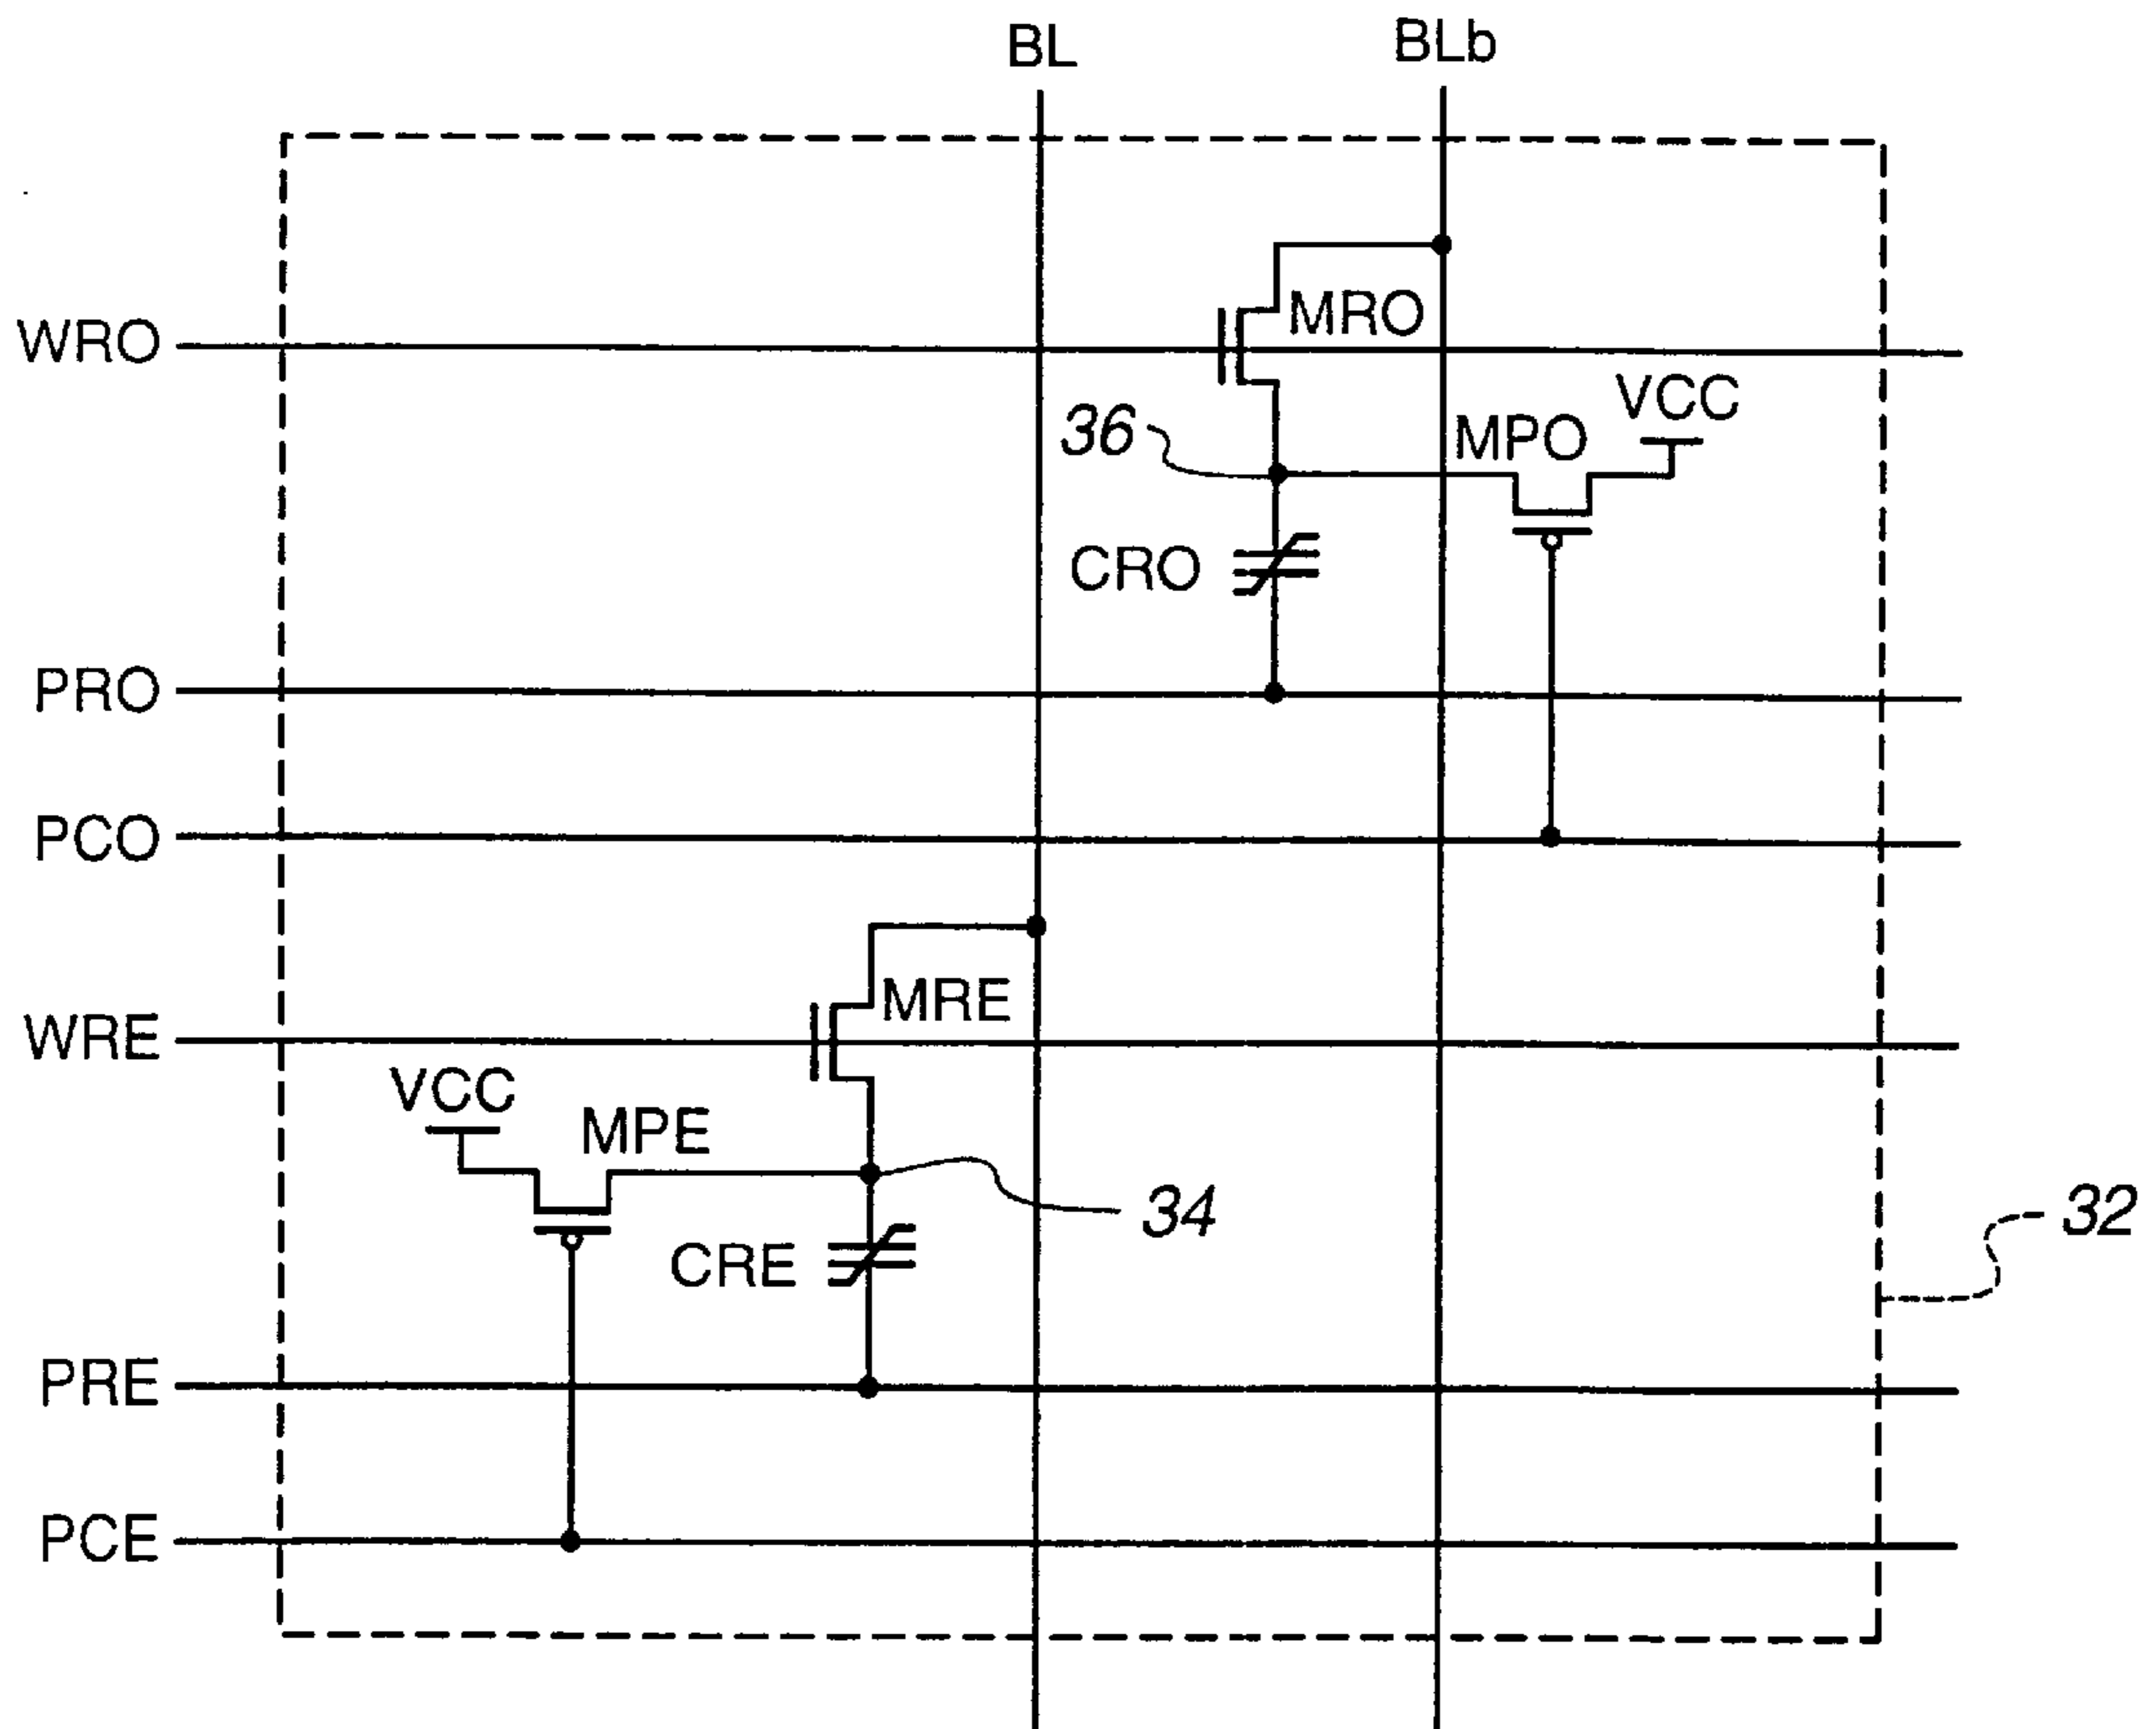 BL
BLb
WRO
MRO
VCC
36
MPO
CRO
PRO
PCO
MRE
WRE
VCC
MPE
34
32
CRE
PRE
PCE